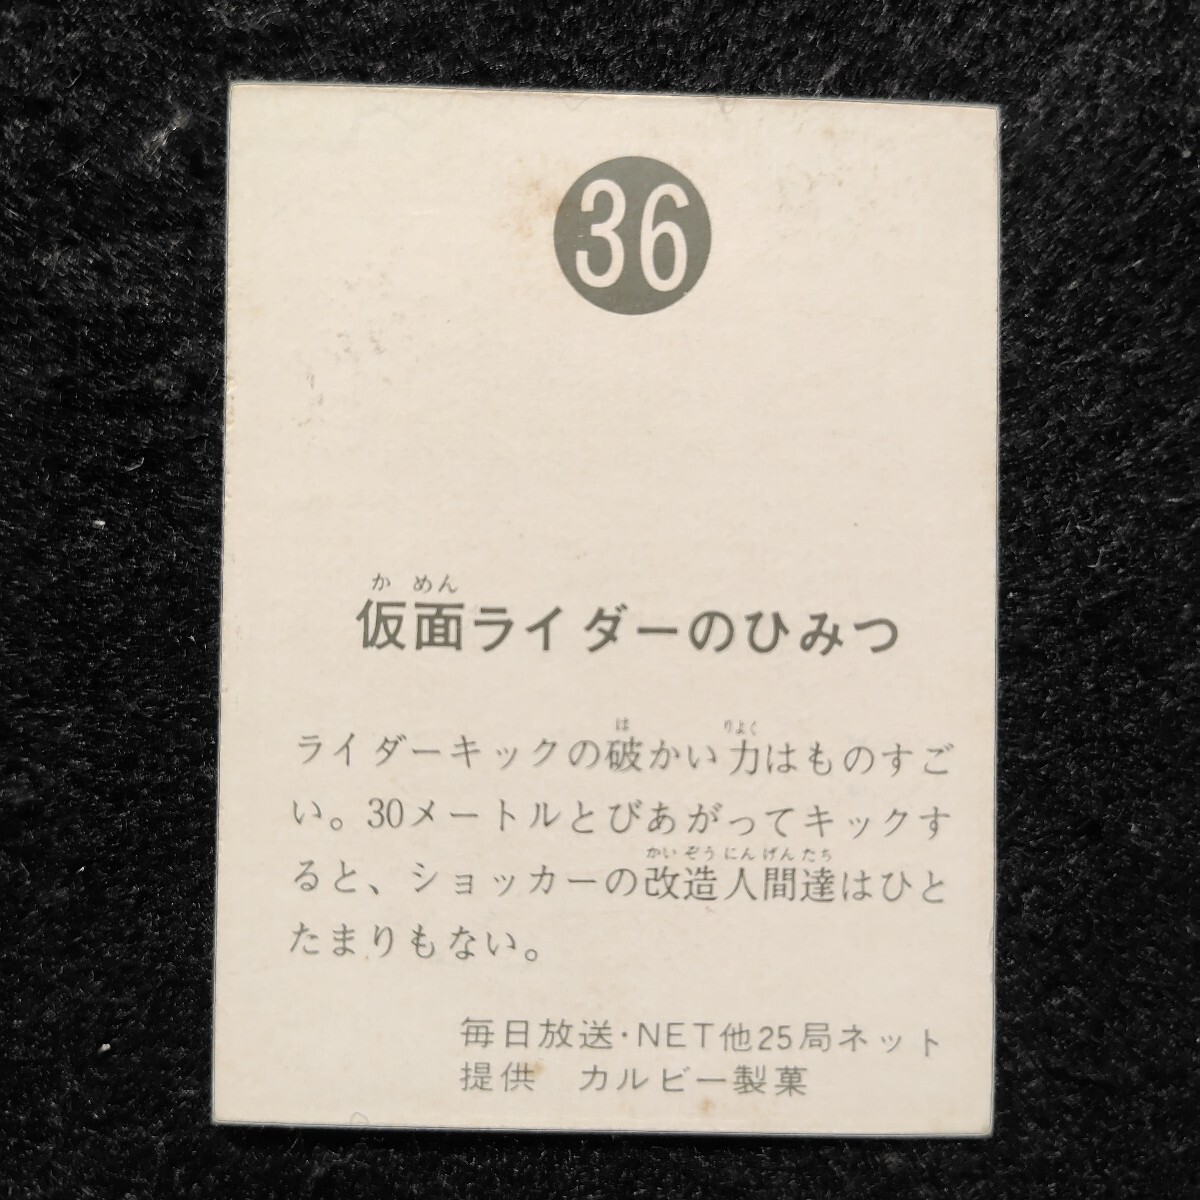 36
か めん
仮面ライダーのひみつ
は りよく
ライダーキックの破かい力はものすご
い。30メートルとびあがってキックす
かい ぞう にん げん たち
ると、ショッカーの改造人間達はひと
たまりもない。
毎日放送・NET他25局ネット
提供　カルビー製菓